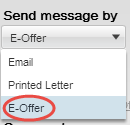 Send message by
E-Offer
Email
Printed Letter
E-Offer